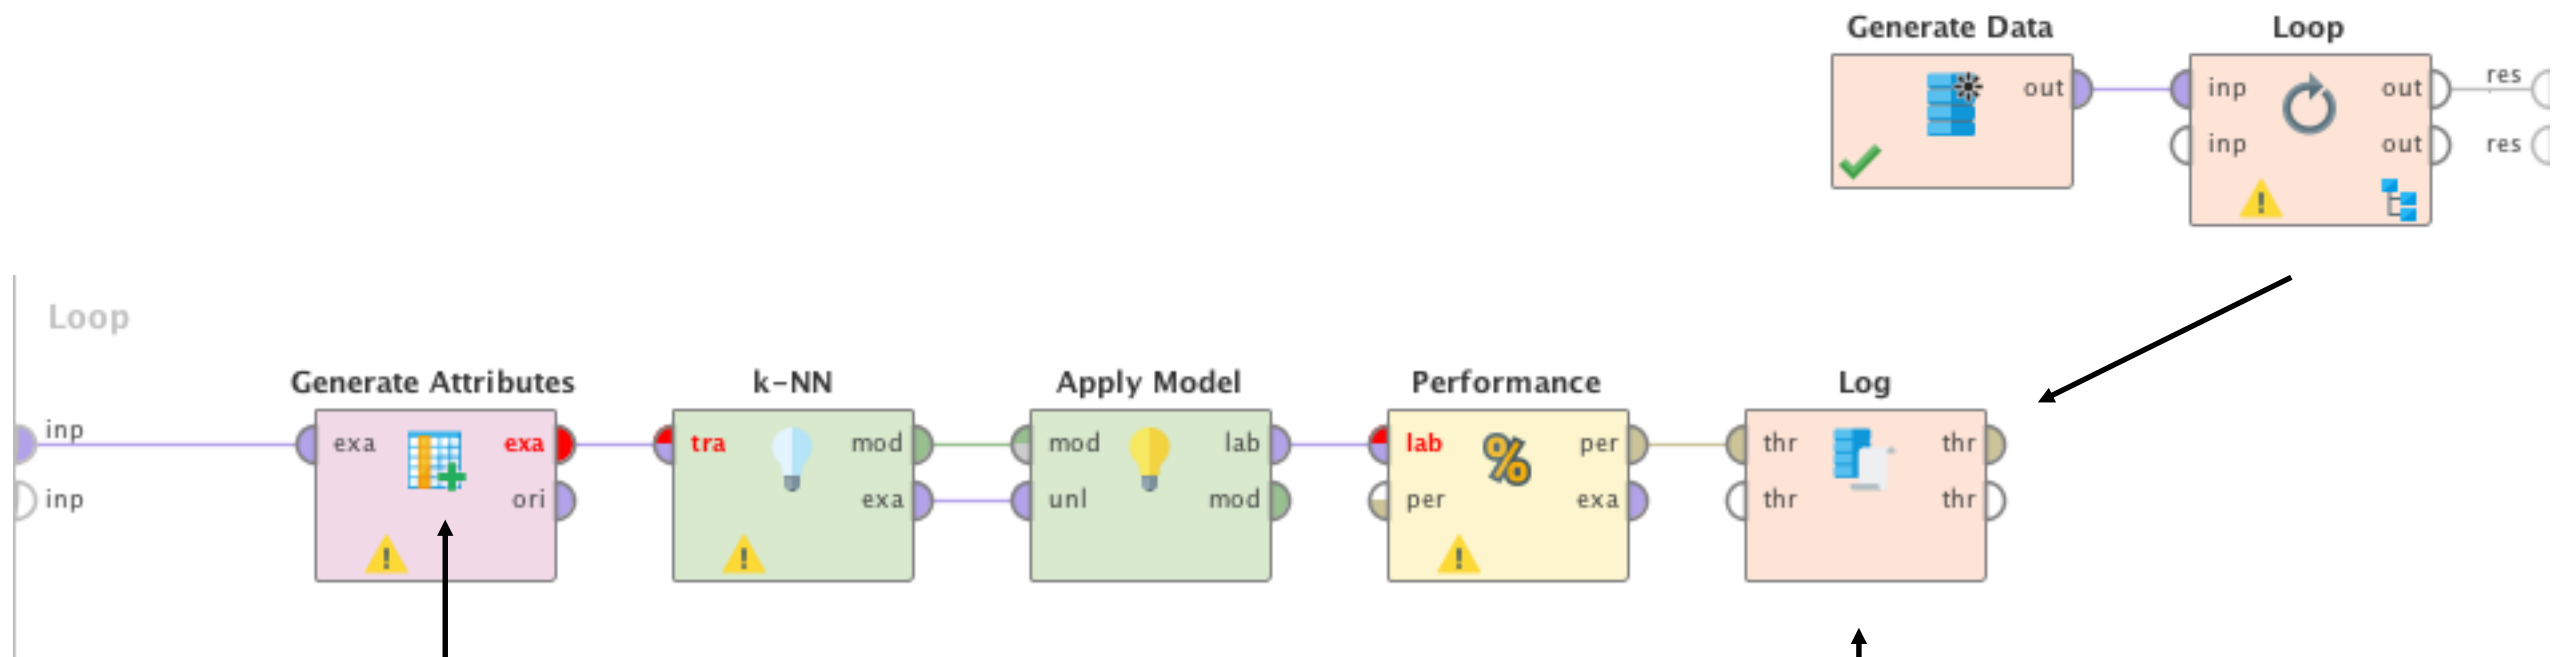 Generate Data Loop
out inp out res
inp out res
Loop
Generate Attributes k-NN Apply Model Performance Log
inp exa exa tra mod mod lab lab per thr thr
inp ori exa unl mod per exa thr thr